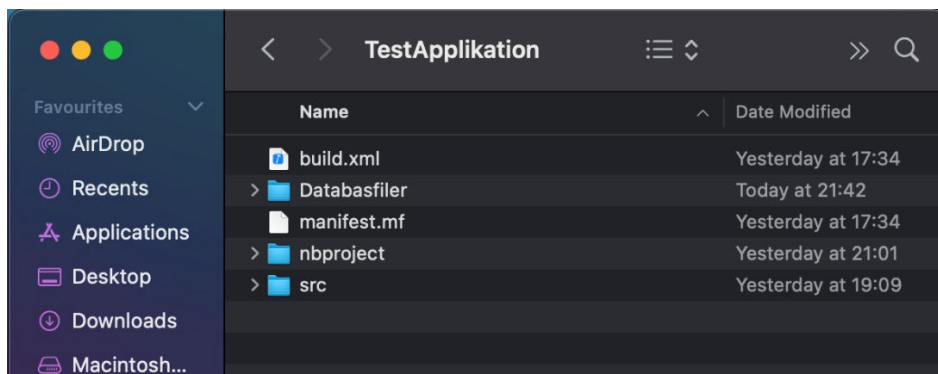 TestApplikation
Favourites
AirDrop
Recents
Applications
Desktop
Downloads
Macintosh...
Name Date Modified
build.xml Yesterday at 17:34
Databasfiler Today at 21:42
manifest.mf Yesterday at 17:34
nbproject Yesterday at 21:01
src Yesterday at 19:09